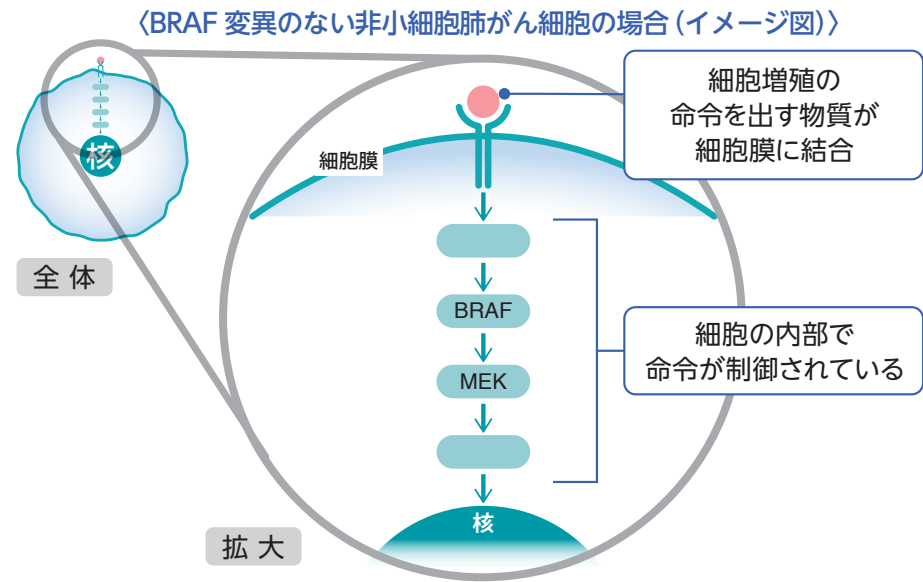 〈BRAF 変異のない非小細胞肺がん細胞の場合（イメージ図）〉
細胞増殖の
命令を出す物質が
細胞膜に結合
核
細胞膜
全 体
BRAF
細胞の内部で
命令が制御されている
MEK
核
拡 大